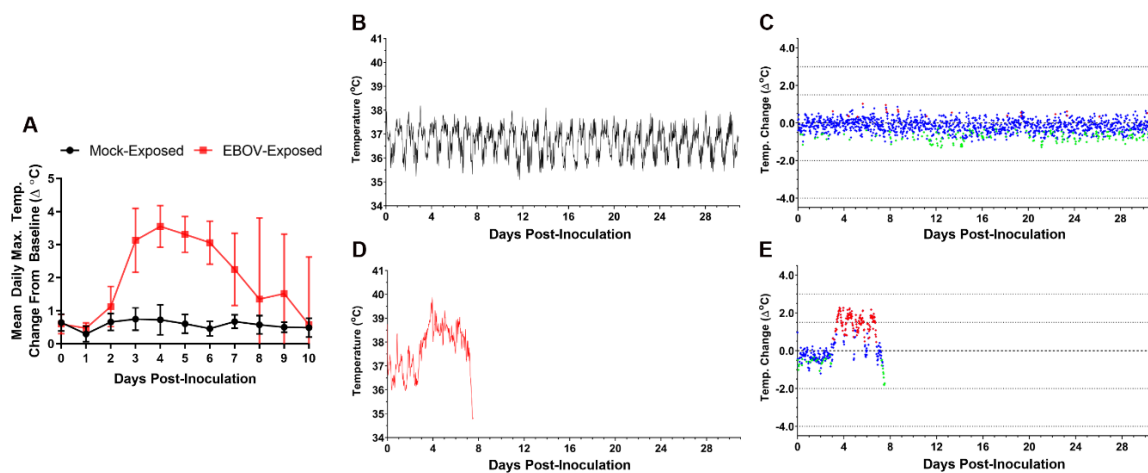 A
Mock-Exposed EBOV-Exposed
Mean Daily Max. Temp.
Change From Baseline (Δ °C)
5
4
3
2
1
0
0 1 2 3 4 5 6 7 8 9 10
Days Post-Inoculation
B
Temperature (°C)
41
40
39
38
37
36
35
34
0 4 8 12 16 20 24 28
Days Post-Inoculation
C
Temp. Change (Δ°C)
4.0
2.0
0.0
-2.0
-4.0
0 4 8 12 16 20 24 28
Days Post-Inoculation
D
Temperature (°C)
41
40
39
38
37
36
35
34
0 4 8 12 16 20 24 28
Days Post-Inoculation
E
Temp. Change (Δ°C)
4.0
2.0
0.0
-2.0
-4.0
0 4 8 12 16 20 24 28
Days Post-Inoculation